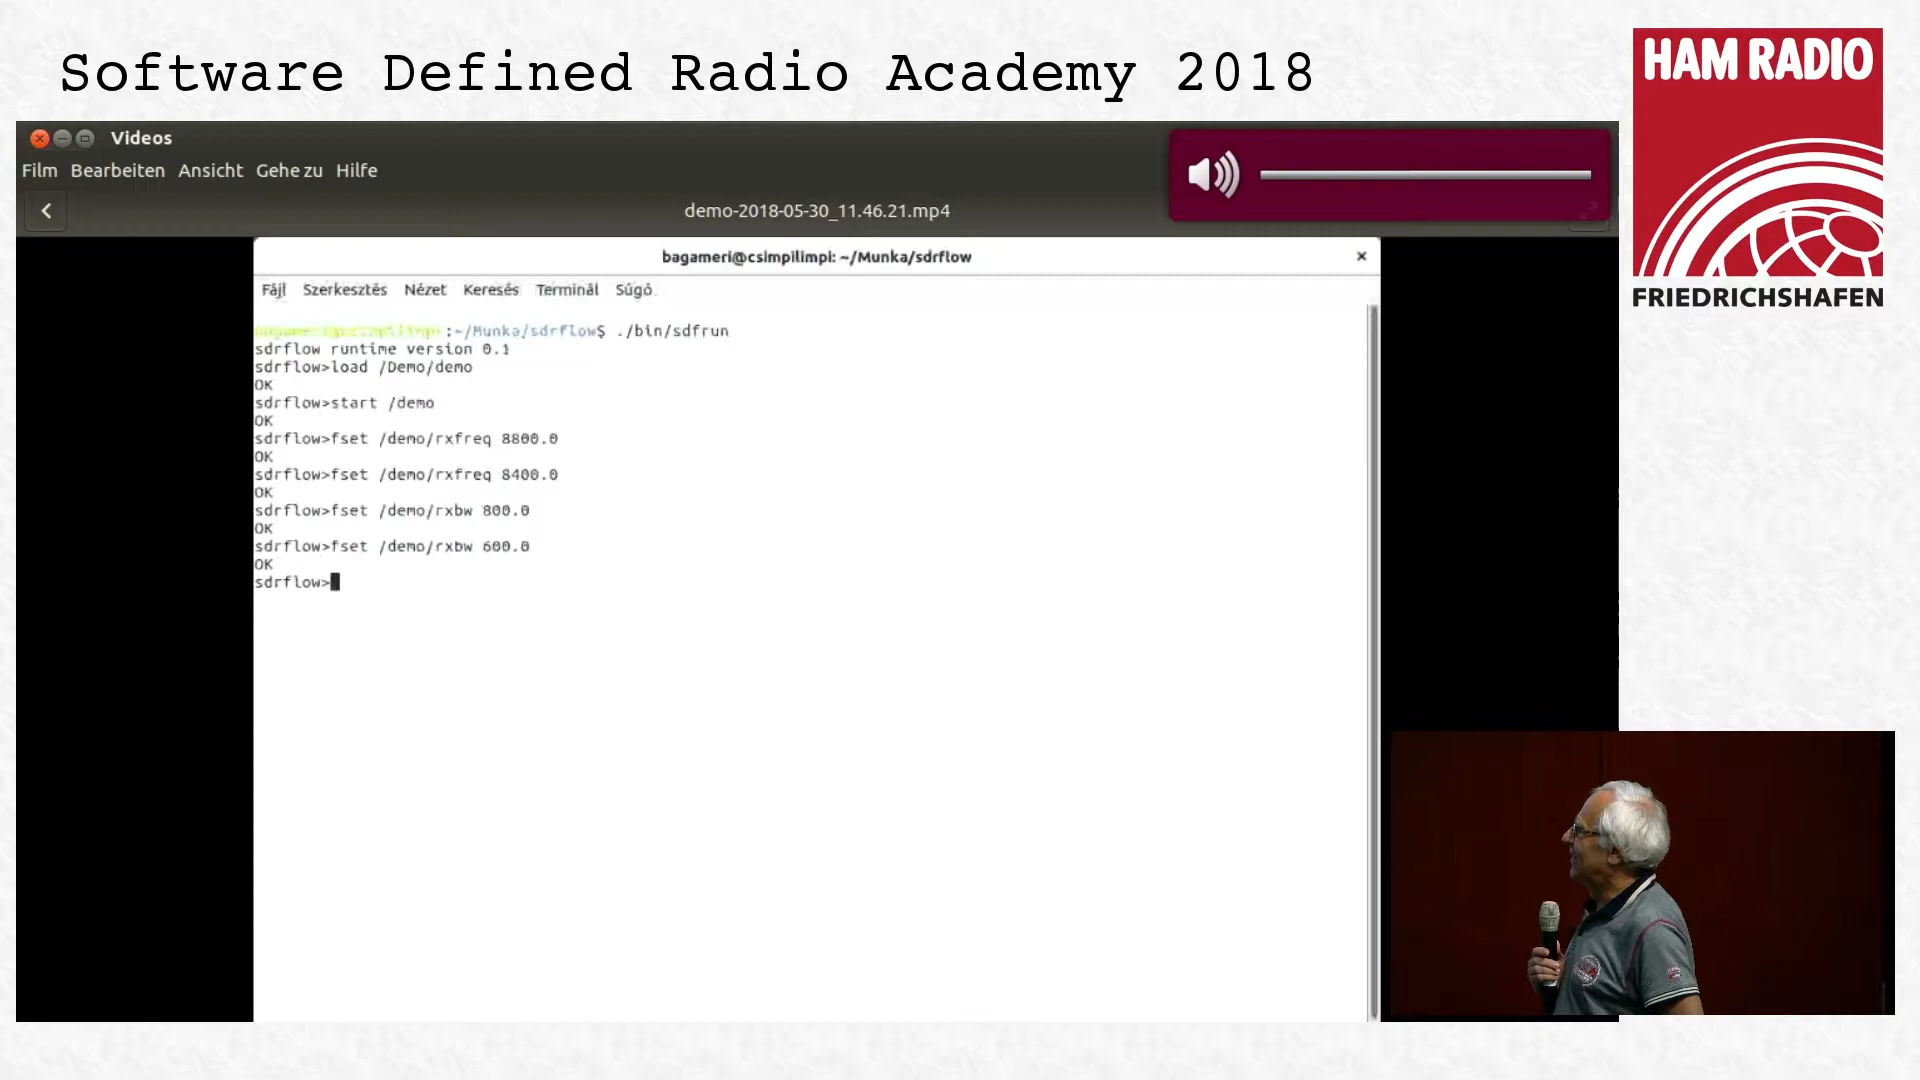 Software Defined Radio Academy 2018
HAM RADIO
FRIEDRICHSHAFEN
Videos
Film Bearbeiten Ansicht Gehe zu Hilfe
demo-2018-05-30_11.46.21.mp4
bagameri@csimpilimpi: ~/Munka/sdrflow
Fájl Szerkesztés Nézet Keresés Terminál Súgó
:~/Munka/sdrflow$ ./bin/sdfrun
sdrflow runtime version 0.1
sdrflow>load /Demo/demo
OK
sdrflow>start /demo
OK
sdrflow>fset /demo/rxfreq 8800.0
OK
sdrflow>fset /demo/rxfreq 8400.0
OK
sdrflow>fset /demo/rxbw 800.0
OK
sdrflow>fset /demo/rxbw 600.0
OK
sdrflow>